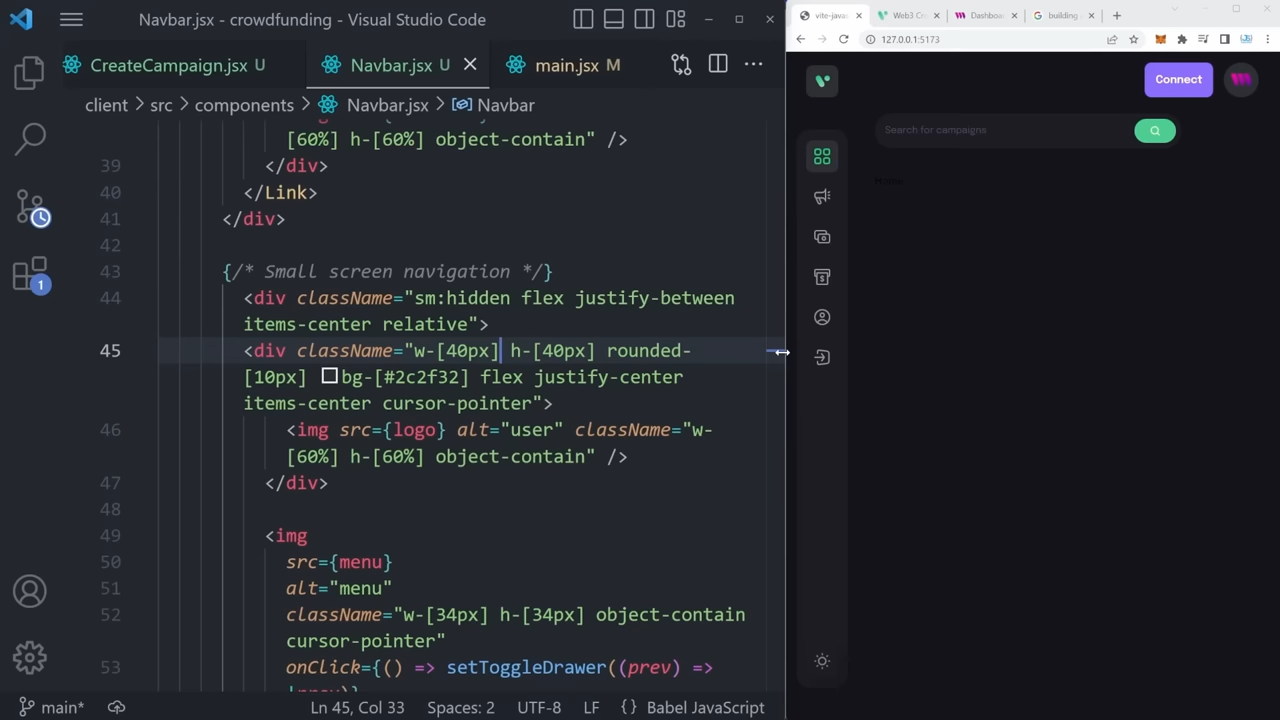 Navbar.jsx - crowdfunding - Visual Studio Code
CreateCampaign.jsx U
Navbar.jsx U
main.jsx M
client > src > components > Navbar.jsx > Navbar
[60%] h-[60%] object-contain" />
39 </div>
40 </Link>
41 </div>
42
43 {/* Small screen navigation */}
44 <div className="sm:hidden flex justify-between
items-center relative">
45 <div className="w-[40px] h-[40px] rounded-
[10px] bg-[#2c2f32] flex justify-center
items-center cursor-pointer">
46 <img src={logo} alt="user" className="w-
[60%] h-[60%] object-contain" />
47 </div>
48
49 <img
50 src={menu}
51 alt="menu"
52 className="w-[34px] h-[34px] object-contain
cursor-pointer"
53 onClick={() => setToggleDrawer((prev) =>
!prev)}
1
main*
Ln 45, Col 33
Spaces: 2
UTF-8
LF
{} Babel JavaScript
vite-javas
Web3 Cr
Dashboa
building a
127.0.0.1:5173
Connect
Search for campaigns
Home